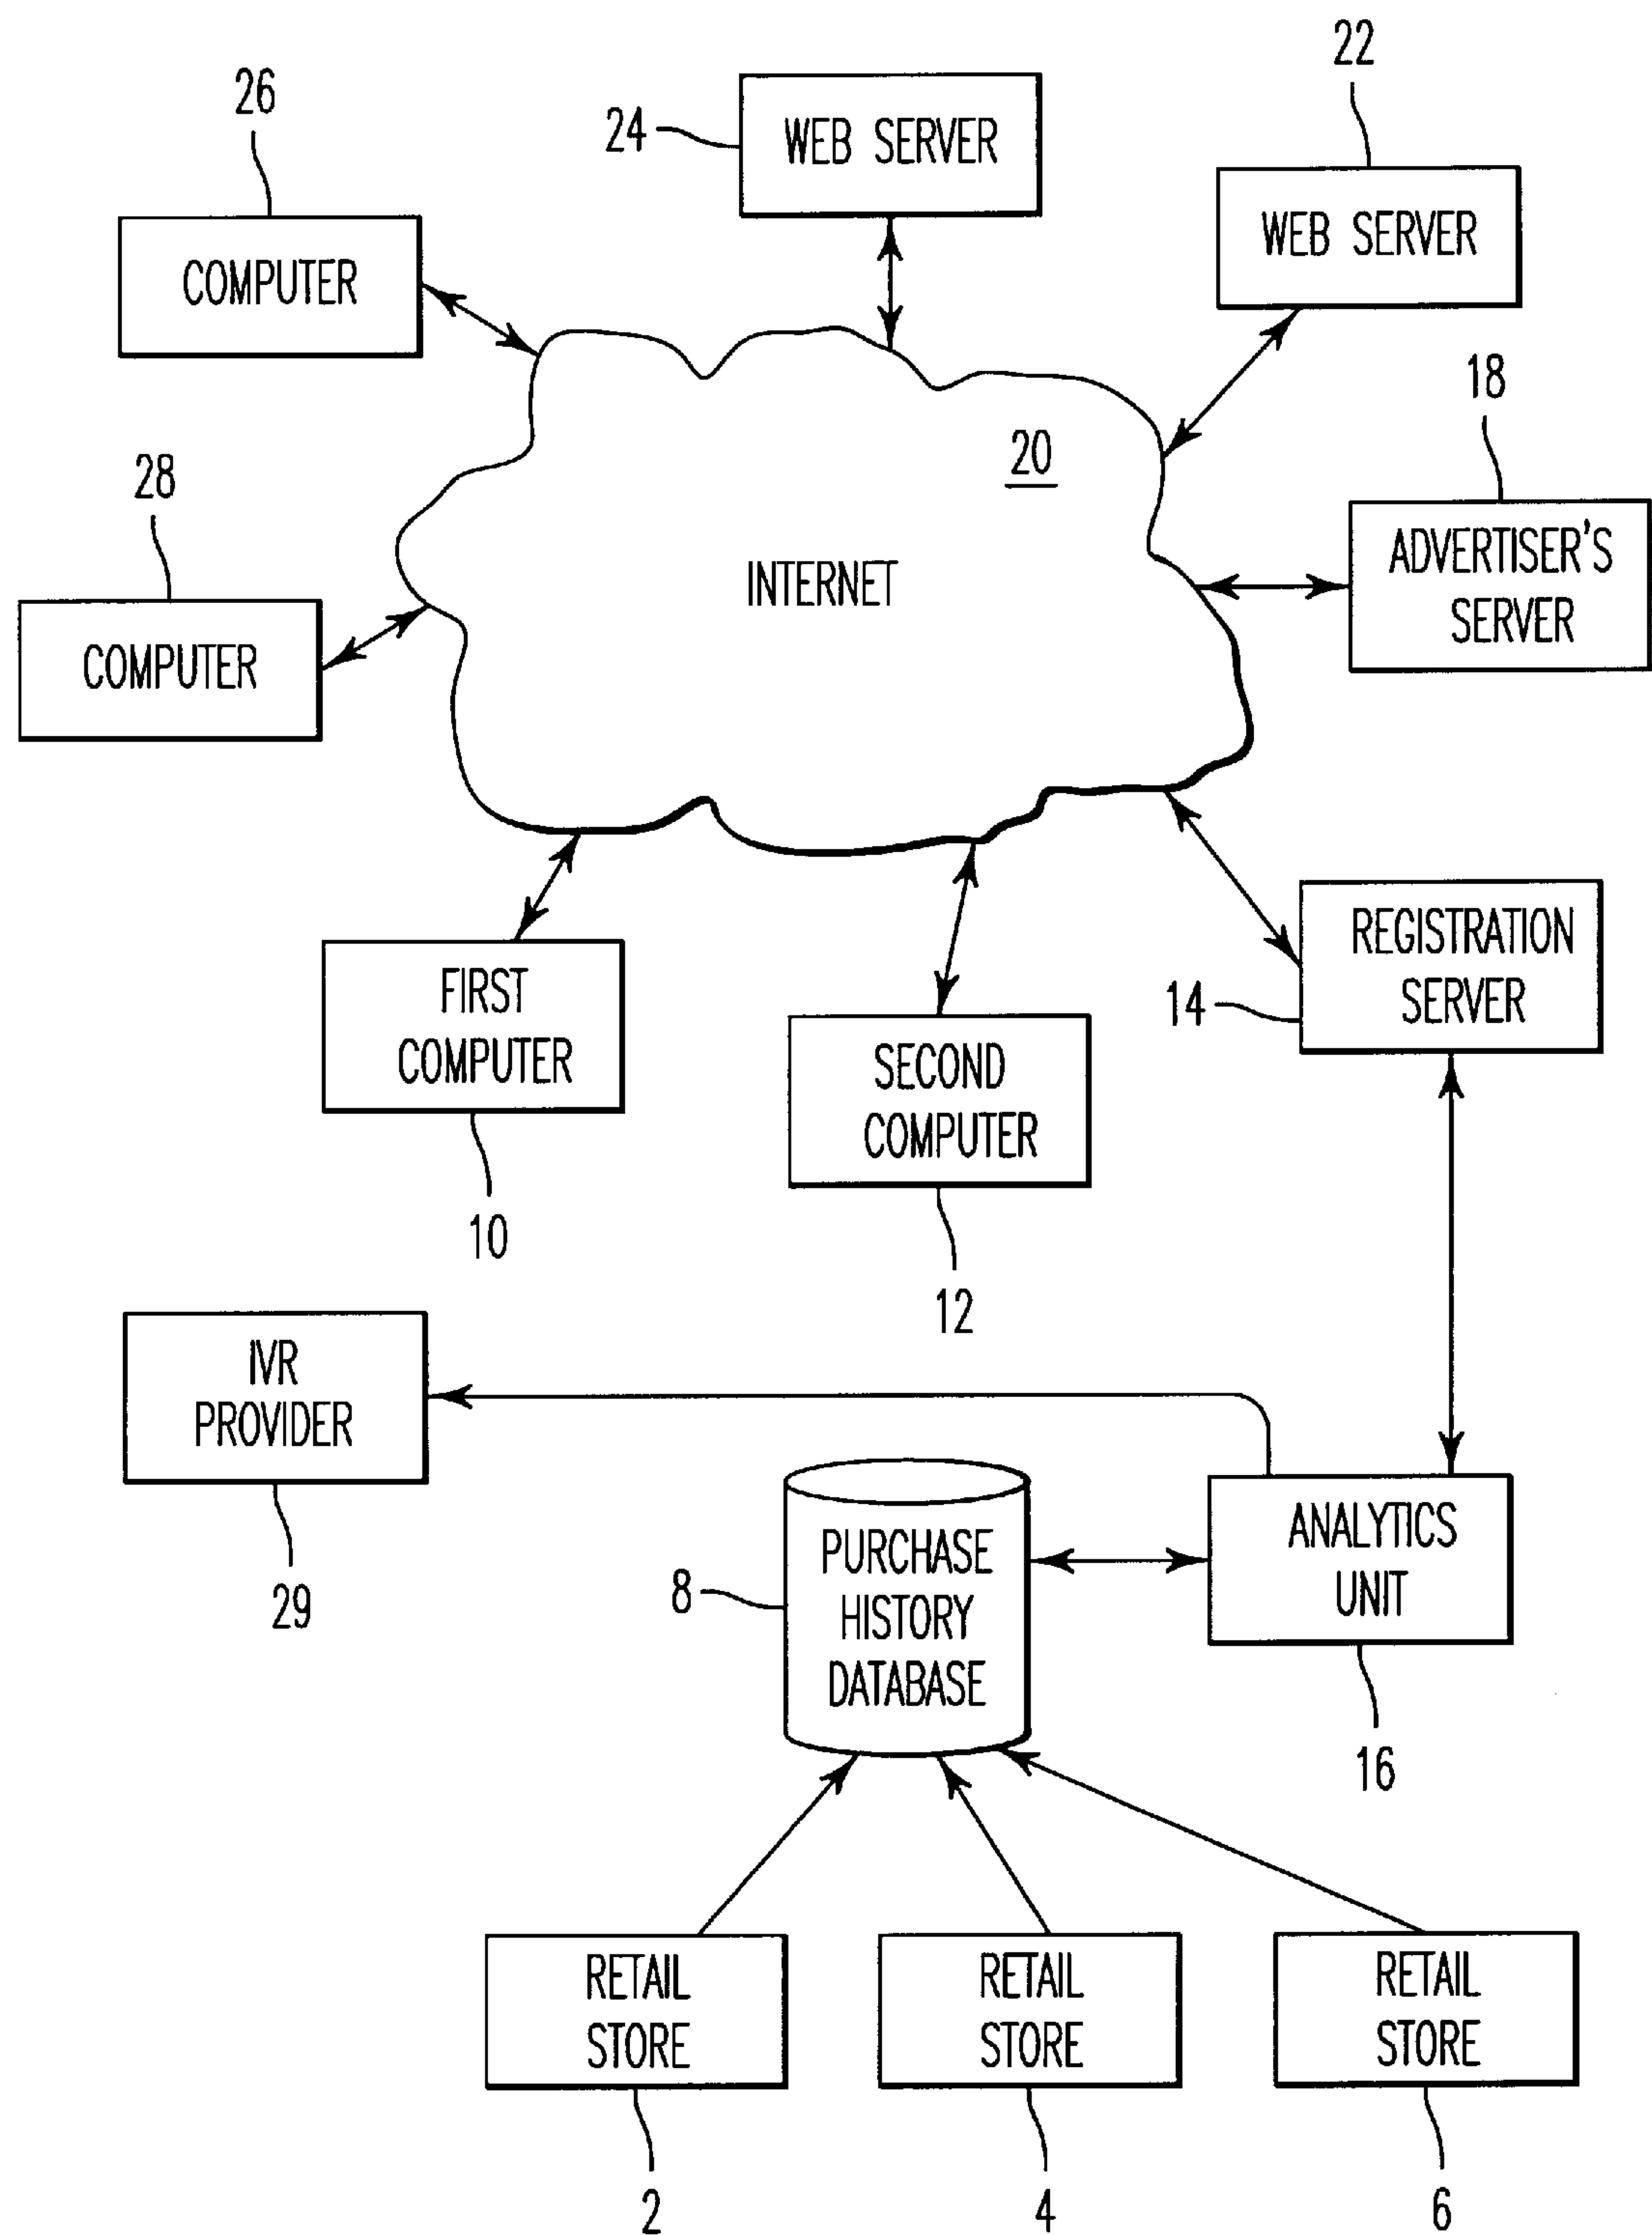 22
26
24
WEB SERVER
WEB SERVER
COMPUTER
18
20
28
ADVERTISER'S
SERVER
INTERNET
COMPUTER
REGISTRATION
SERVER
14
FIRST
COMPUTER
SECOND
COMPUTER
10
12
IVR
PROVIDER
29
PURCHASE
HISTORY
DATABASE
8
ANALYTICS
UNIT
16
RETAIL
STORE
RETAIL
STORE
RETAIL
STORE
2
4
6